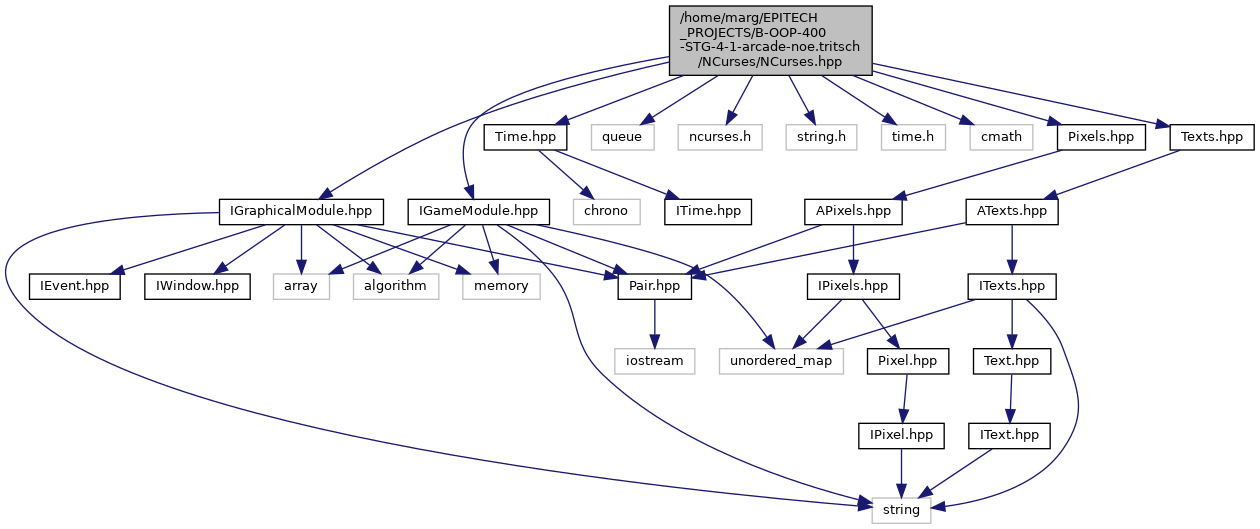 /home/marg/EPITECH
_PROJECTS/B-OOP-400
-STG-4-1-arcade-noe.tritsch
/NCurses/NCurses.hpp
Time.hpp
queue
ncurses.h
string.h
time.h
cmath
Pixels.hpp
Texts.hpp
IGraphicalModule.hpp
IGameModule.hpp
chrono
ITime.hpp
APixels.hpp
ATexts.hpp
IEvent.hpp
IWindow.hpp
array
algorithm
memory
Pair.hpp
IPixels.hpp
ITexts.hpp
iostream
unordered_map
Pixel.hpp
Text.hpp
IPixel.hpp
IText.hpp
string